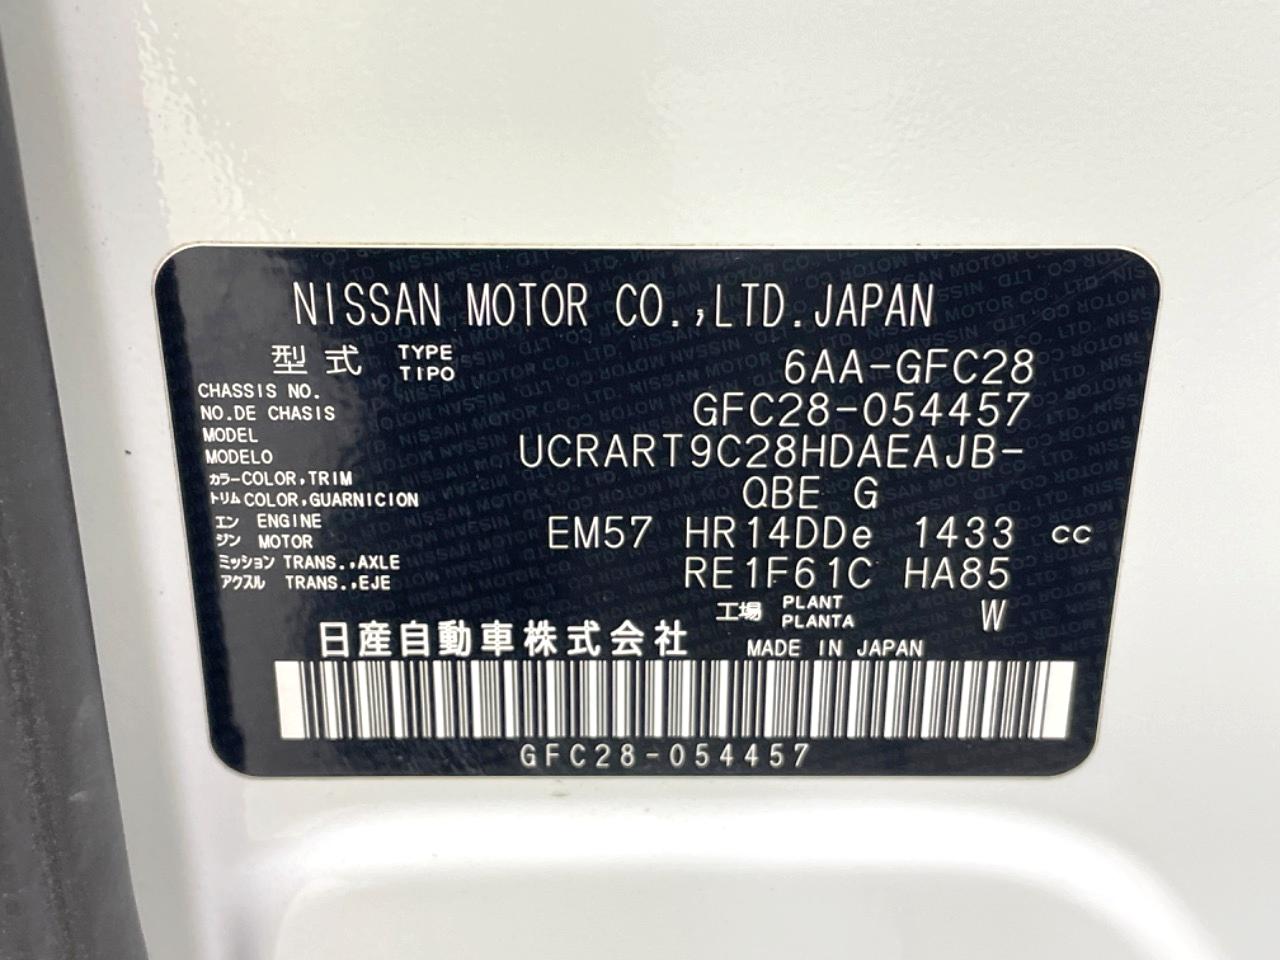 NISSAN MOTOR CO.,LTD.JAPAN
型式 TYPE TIPO 6AA-GFC28
CHASSIS NO.
NO.DE CHASIS GFC28-054457
MODEL
MODELO UCRART9C28HDAEAJB-
カラｰ-COLOR,TRIM
トリム COLOR,GUARNICION QBE G
エン ENGINE
ジン MOTOR EM57 HR14DDe 1433 cc
ミッション TRANS.,AXLE
アクスル TRANS.,EJE RE1F61C HA85
工場 PLANT PLANTA W
日産自動車株式会社 MADE IN JAPAN
GFC28-054457